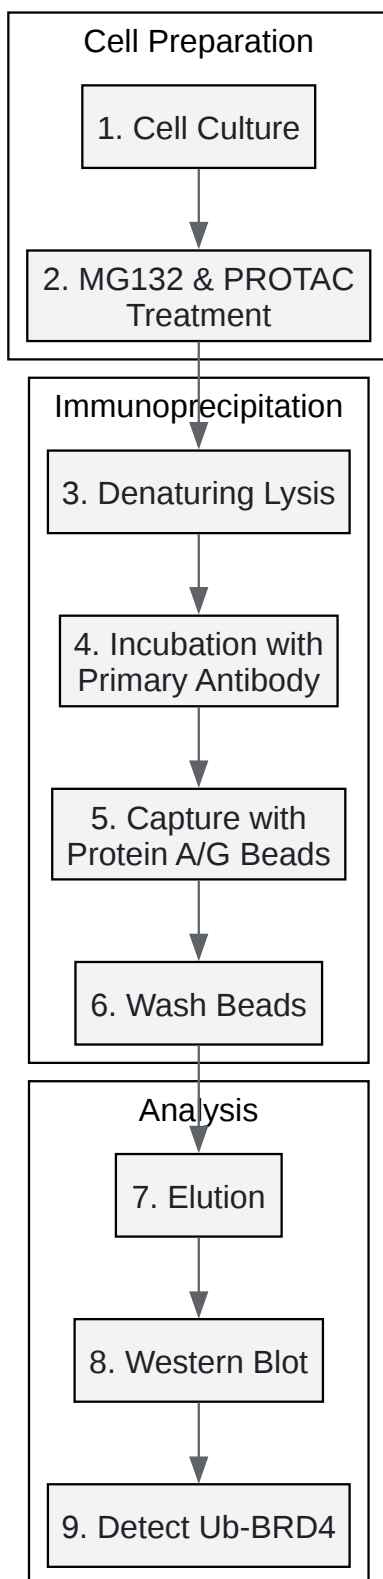 Cell Preparation
1. Cell Culture
2. MG132 & PROTAC
Treatment
Immunoprecipitation
3. Denaturing Lysis
4. Incubation with
Primary Antibody
5. Capture with
Protein A/G Beads
6. Wash Beads
Analysis
7. Elution
8. Western Blot
9. Detect Ub-BRD4